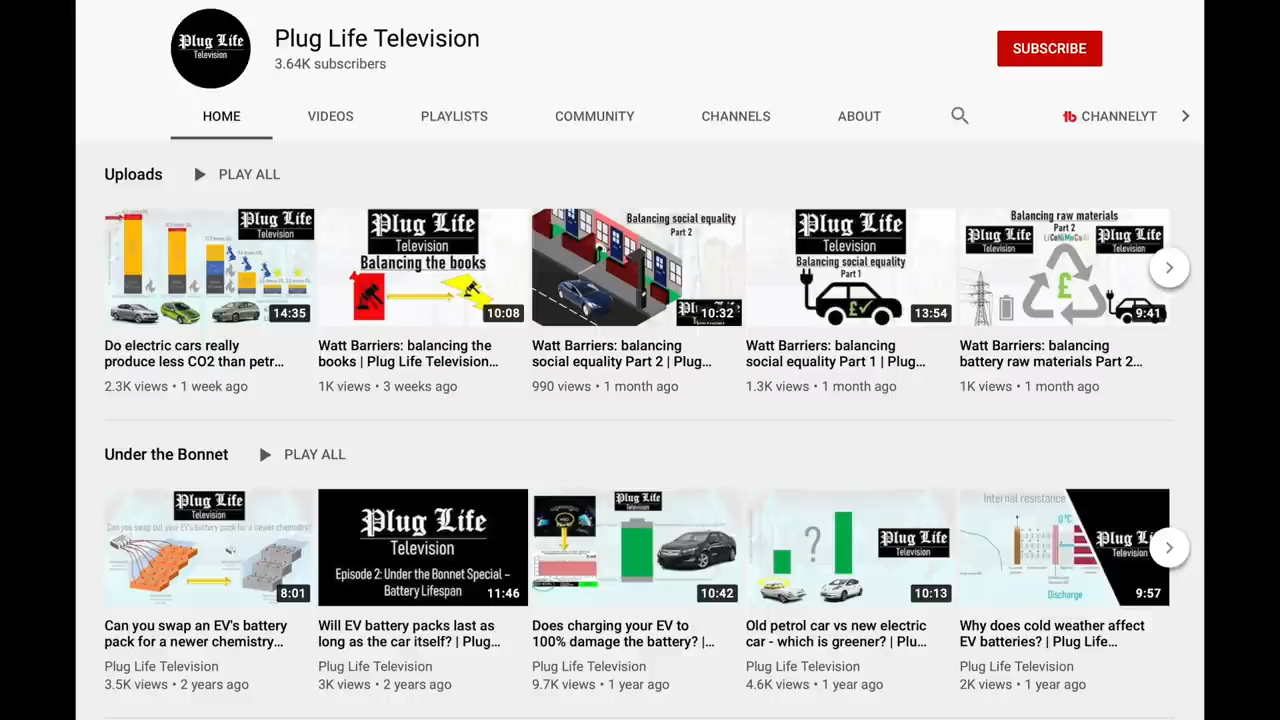 Plug Life
Television
Plug Life Television
3.64K subscribers
SUBSCRIBE
HOME
VIDEOS
PLAYLISTS
COMMUNITY
CHANNELS
ABOUT
CHANNELYT
Uploads
PLAY ALL
Plug Life
Television
14:35
Plug Life
Television
Balancing the books
10:08
Balancing social equality
Part 2
10:32
Plug Life
Television
Balancing social equality
Part 1
£✓
13:54
Balancing raw materials
Part 2
LiCoNiMnCuAl
Plug Life
Television
Plug Life
Television
£
9:41
Do electric cars really
produce less CO2 than petr...
2.3K views • 1 week ago
Watt Barriers: balancing the
books | Plug Life Television...
1K views • 3 weeks ago
Watt Barriers: balancing
social equality Part 2 | Plug...
990 views • 1 month ago
Watt Barriers: balancing
social equality Part 1 | Plug...
1.3K views • 1 month ago
Watt Barriers: balancing
battery raw materials Part 2...
1K views • 1 month ago
Under the Bonnet
PLAY ALL
Plug Life
Television
Can you swap out your EV's battery pack for a newer chemistry?
8:01
Plug Life
Television
Episode 2: Under the Bonnet Special –
Battery Lifespan
11:46
Plug Life
Television
10:42
?
Plug Life
Television
10:13
Internal resistance
0°C
Discharge
9:57
Can you swap an EV's battery
pack for a newer chemistry...
Plug Life Television
3.5K views • 2 years ago
Will EV battery packs last as
long as the car itself? | Plug...
Plug Life Television
3K views • 2 years ago
Does charging your EV to
100% damage the battery? |...
Plug Life Television
9.7K views • 1 year ago
Old petrol car vs new electric
car - which is greener? | Plu...
Plug Life Television
4.6K views • 1 year ago
Why does cold weather affect
EV batteries? | Plug Life...
Plug Life Television
2K views • 1 year ago